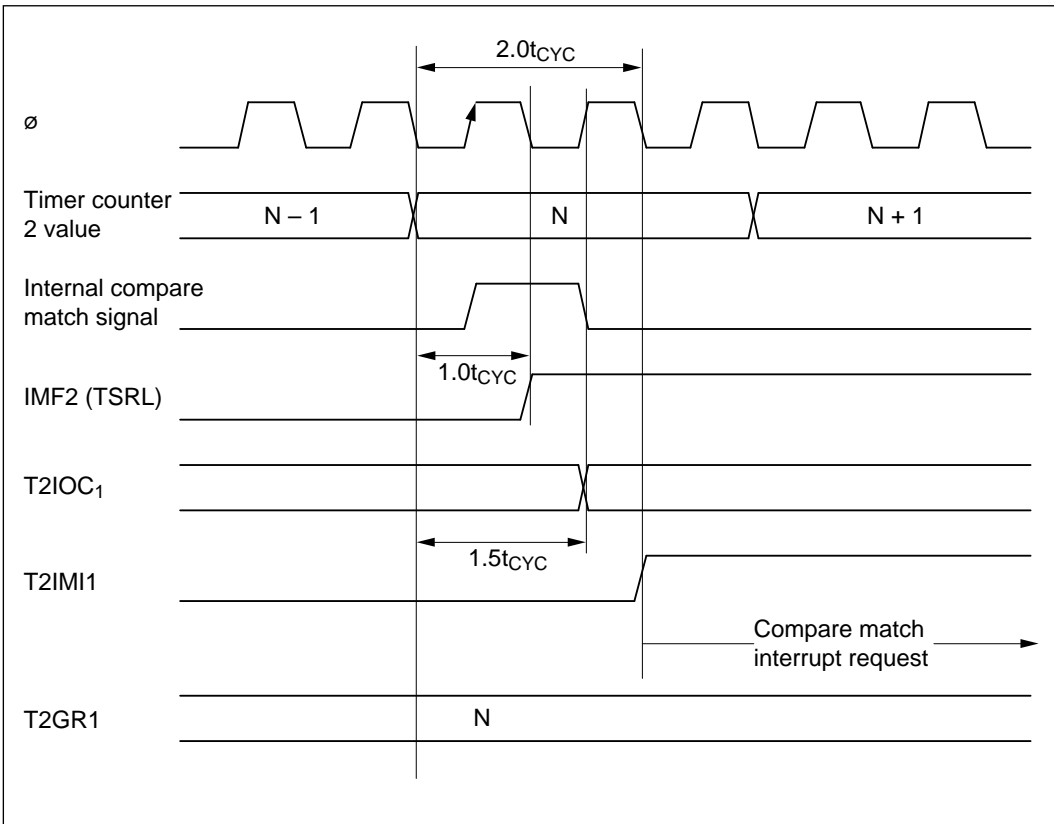 2.0tCYC
ø
Timer counter
2 value
N – 1
N
N + 1
Internal compare
match signal
1.0tCYC
IMF2 (TSRL)
T2IOC1
1.5tCYC
T2IMI1
Compare match
interrupt request
T2GR1
N